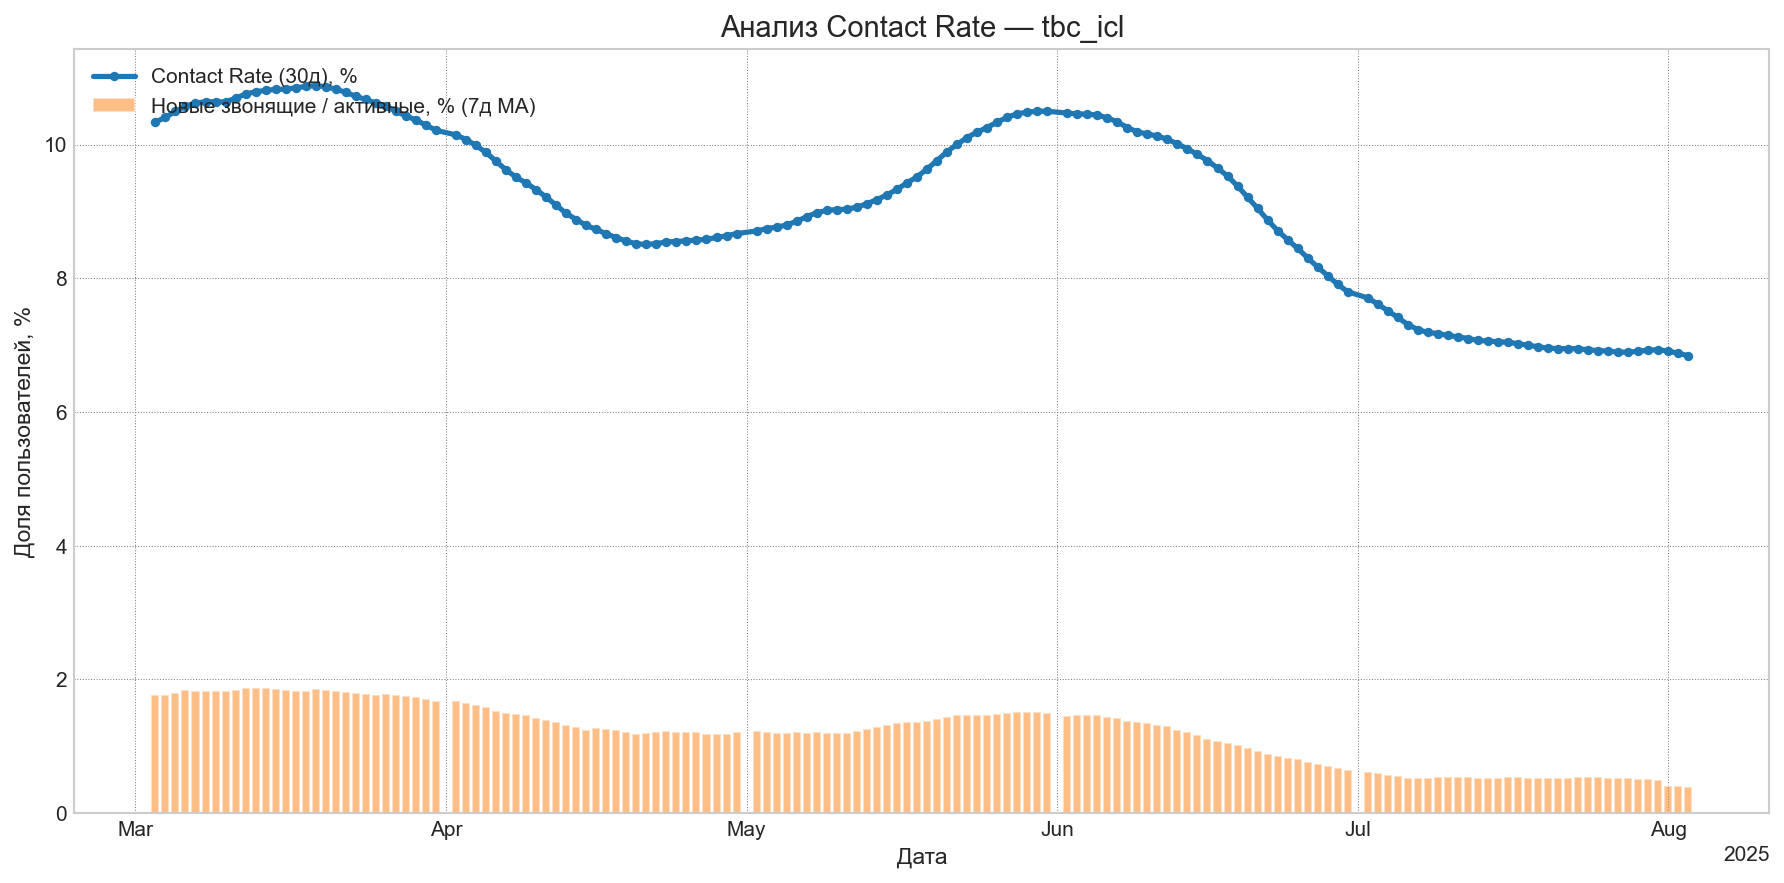 Анализ Contact Rate — tbc_icl
Contact Rate (30д), %
Новые звонящие / активные, % (7д MA)
Доля пользователей, %
10
8
6
4
2
0
Mar Apr May Jun Jul Aug
2025
Дата